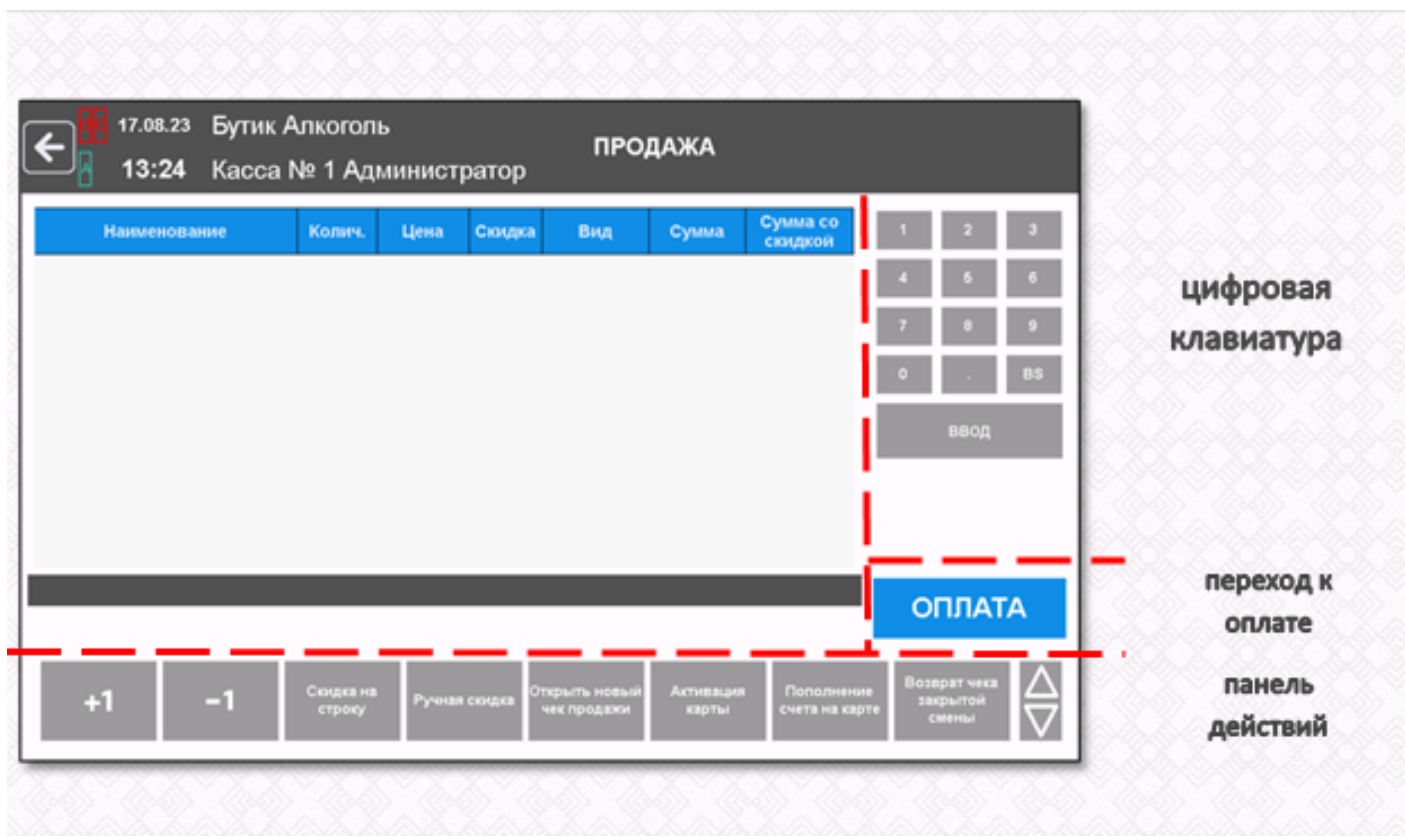 17.08.23 Бутик Алкоголь
ПРОДАЖА
13:24 Касса № 1 Администратор
Наименование Колич. Цена Скидка Вид Сумма Сумма со скидкой
1 2 3
4 5 6
7 8 9
0 . BS
ВВОД
цифровая
клавиатура
ОПЛАТА
переход к
оплате
+1 -1 Скидка на строку Ручная скидка Открыть новый чек продажи Активация карты Пополнение счета на карте Возврат чека закрытой смены
панель
действий